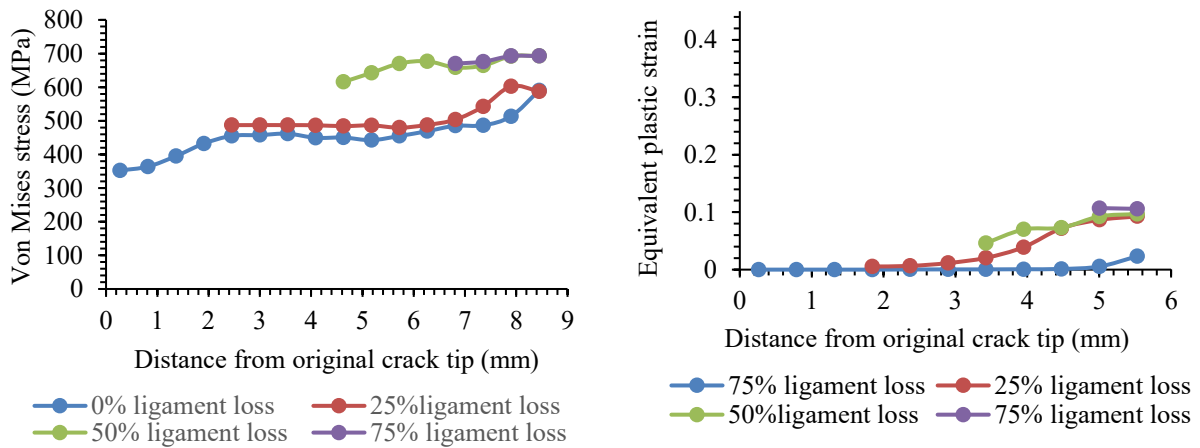 Von Mises stress (MPa)
800
700
600
500
400
300
200
100
0
0 1 2 3 4 5 6 7 8 9
Distance from original crack tip (mm)
0% ligament loss 25%ligament loss
50% ligament loss 75% ligament loss
Equivalent plastic strain
0.4
0.3
0.2
0.1
0
0 1 2 3 4 5 6
Distance from original crack tip (mm)
75% ligament loss 25% ligament loss
50%ligament loss 75% ligament loss